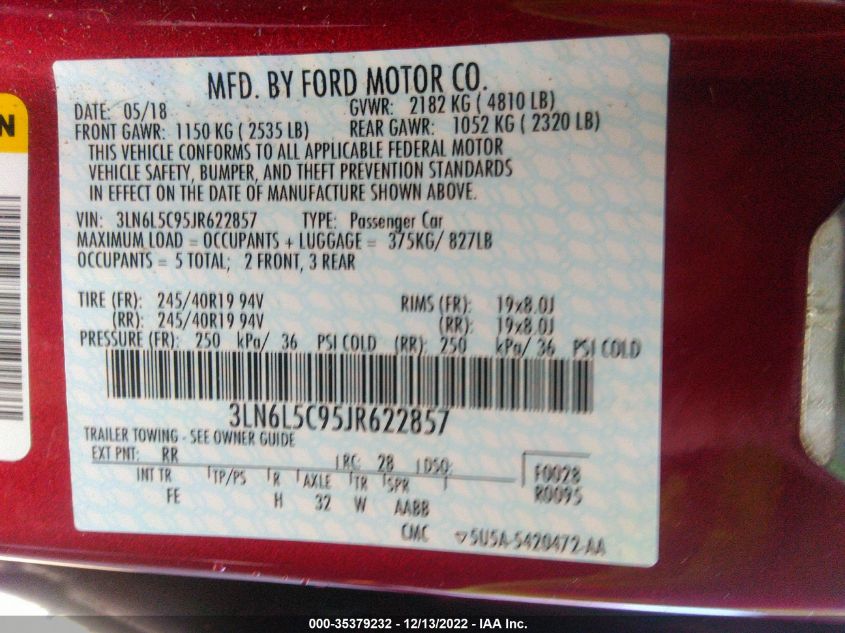 N
MFD. BY FORD MOTOR CO.
DATE: 05/18 GVWR: 2182 KG ( 4810 LB)
FRONT GAWR: 1150 KG ( 2535 LB) REAR GAWR: 1052 KG ( 2320 LB)
THIS VEHICLE CONFORMS TO ALL APPLICABLE FEDERAL MOTOR
VEHICLE SAFETY, BUMPER, AND THEFT PREVENTION STANDARDS
IN EFFECT ON THE DATE OF MANUFACTURE SHOWN ABOVE.
VIN: 3LN6L5C95JR622857 TYPE: Passenger Car
MAXIMUM LOAD = OCCUPANTS + LUGGAGE = 375KG/ 827LB
OCCUPANTS = 5 TOTAL; 2 FRONT, 3 REAR
TIRE (FR): 245/40R19 94V RIMS (FR): 19x8.0J
(RR): 245/40R19 94V (RR): 19x8.0J
PRESSURE (FR): 250 kPa/ 36 PSI COLD (RR): 250 kPa/ 36 PSI COLD
3LN6L5C95JR622857
TRAILER TOWING - SEE OWNER GUIDE
EXT PNT: RR RC: 28 DSO: F0028
INT TR TP/PS R AXLE TR SPR R0095
FE H 32 W AABB
CMC 5U5A-5420472-AA
000-35379232 - 12/13/2022 - IAA Inc.